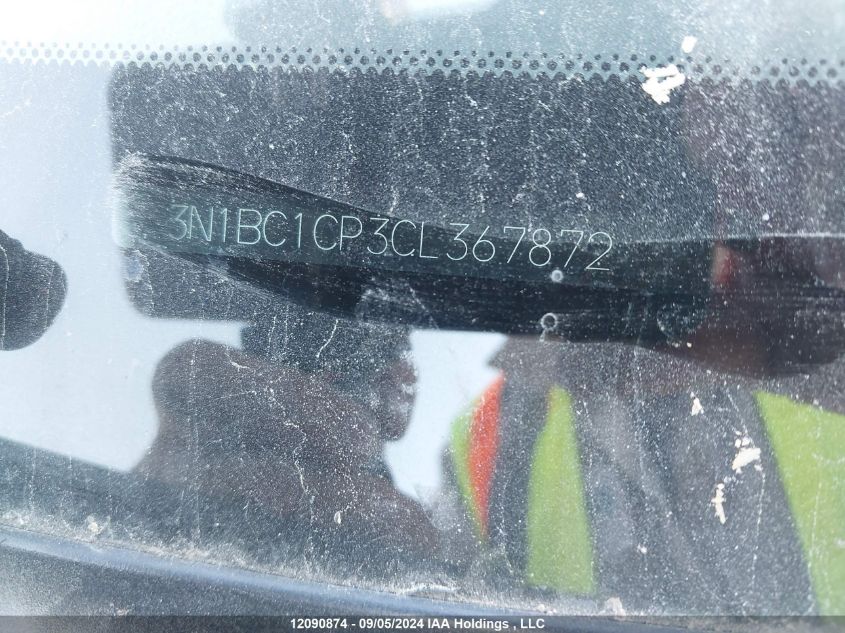 3N1BC1CP3CL367872
12090874 - 09/05/2024 IAA Holdings , LLC